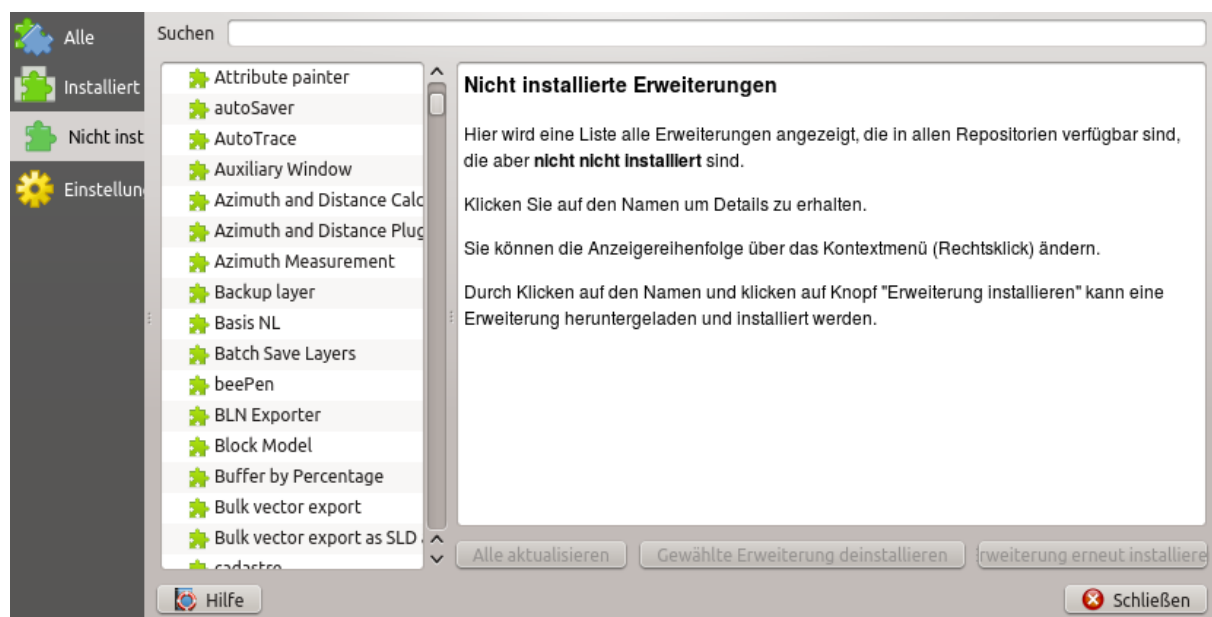 Alle
Installiert
Nicht inst
Einstellun
Suchen
Attribute painter
autoSaver
AutoTrace
Auxiliary Window
Azimuth and Distance Calc
Azimuth and Distance Plug
Azimuth Measurement
Backup layer
Basis NL
Batch Save Layers
beePen
BLN Exporter
Block Model
Buffer by Percentage
Bulk vector export
Bulk vector export as SLD
cadastro
Nicht installierte Erweiterungen
Hier wird eine Liste alle Erweiterungen angezeigt, die in allen Repositorien verfügbar sind,
die aber nicht nicht installiert sind.
Klicken Sie auf den Namen um Details zu erhalten.
Sie können die Anzeigereihenfolge über das Kontextmenü (Rechtsklick) ändern.
Durch Klicken auf den Namen und klicken auf Knopf "Erweiterung installieren" kann eine
Erweiterung heruntergeladen und installiert werden.
Alle aktualisieren
Gewählte Erweiterung deinstallieren
rweiterung erneut installiere
Hilfe
Schließen